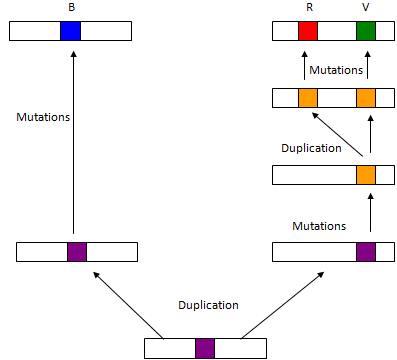 B
R V
Mutations
Mutations
Duplication
Mutations
Duplication